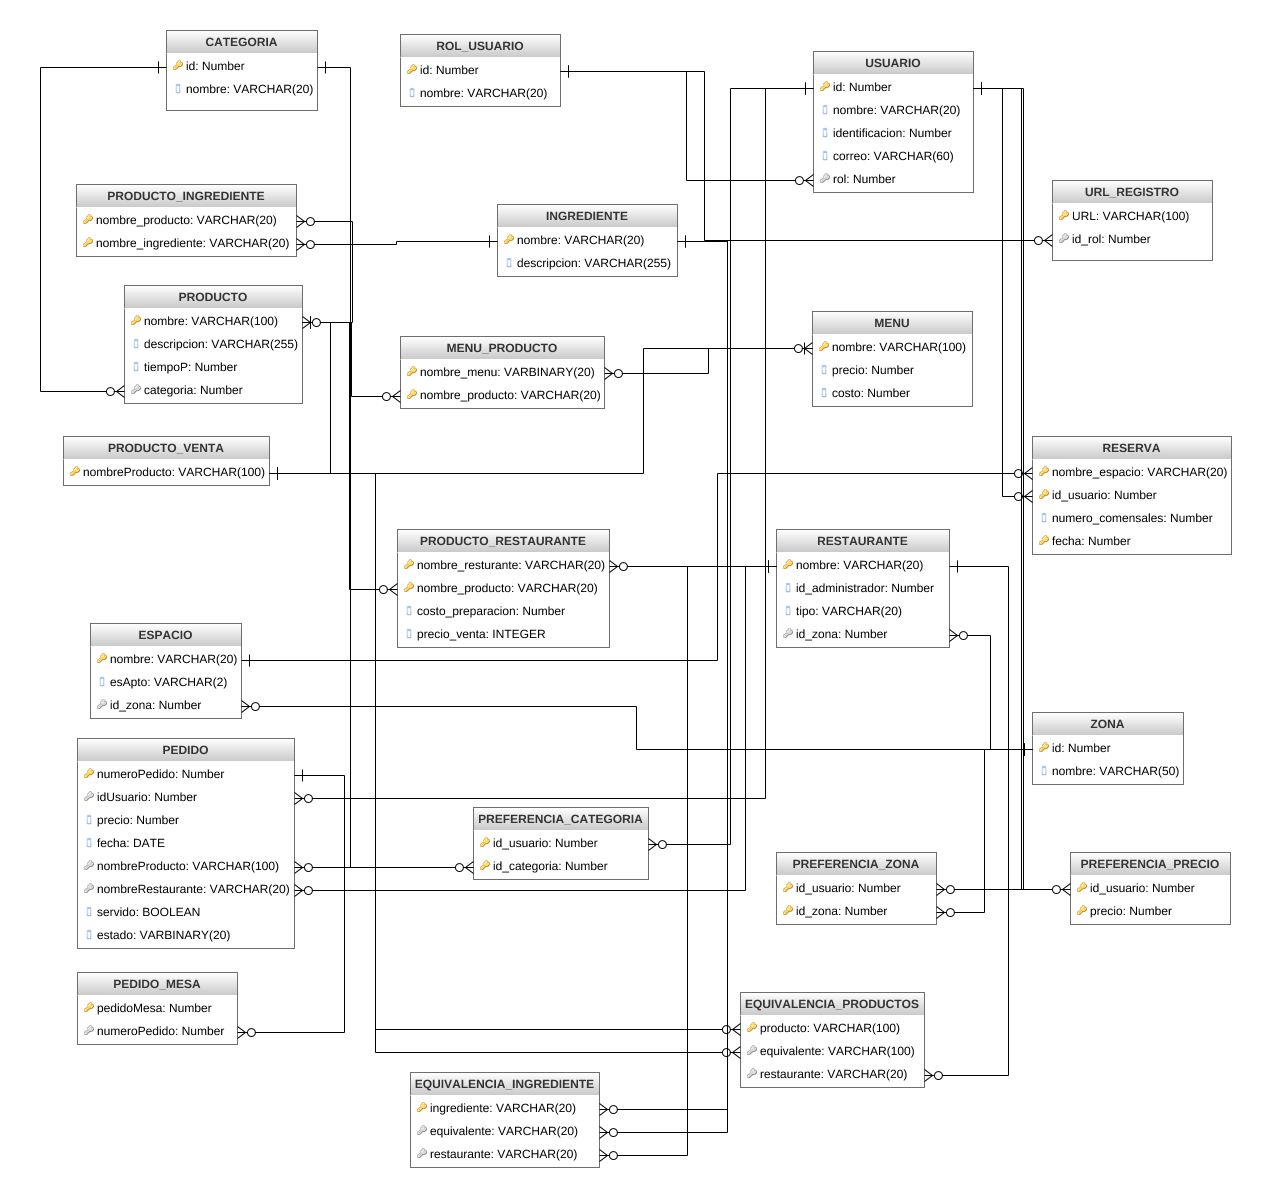 CATEGORIA
id: Number
nombre: VARCHAR(20)
ROL_USUARIO
id: Number
nombre: VARCHAR(20)
USUARIO
id: Number
nombre: VARCHAR(20)
identificacion: Number
correo: VARCHAR(60)
rol: Number
URL_REGISTRO
URL: VARCHAR(100)
id_rol: Number
PRODUCTO_INGREDIENTE
nombre_producto: VARCHAR(20)
nombre_ingrediente: VARCHAR(20)
INGREDIENTE
nombre: VARCHAR(20)
descripcion: VARCHAR(255)
PRODUCTO
nombre: VARCHAR(100)
descripcion: VARCHAR(255)
tiempoP: Number
categoria: Number
MENU_PRODUCTO
nombre_menu: VARBINARY(20)
nombre_producto: VARCHAR(20)
MENU
nombre: VARCHAR(100)
precio: Number
costo: Number
PRODUCTO_VENTA
nombreProducto: VARCHAR(100)
RESERVA
nombre_espacio: VARCHAR(20)
id_usuario: Number
numero_comensales: Number
fecha: Number
PRODUCTO_RESTAURANTE
nombre_resturante: VARCHAR(20)
nombre_producto: VARCHAR(20)
costo_preparacion: Number
precio_venta: INTEGER
RESTAURANTE
nombre: VARCHAR(20)
id_administrador: Number
tipo: VARCHAR(20)
id_zona: Number
ESPACIO
nombre: VARCHAR(20)
esApto: VARCHAR(2)
id_zona: Number
ZONA
id: Number
nombre: VARCHAR(50)
PEDIDO
numeroPedido: Number
idUsuario: Number
precio: Number
fecha: DATE
nombreProducto: VARCHAR(100)
nombreRestaurante: VARCHAR(20)
servido: BOOLEAN
estado: VARBINARY(20)
PREFERENCIA_CATEGORIA
id_usuario: Number
id_categoria: Number
PREFERENCIA_ZONA
id_usuario: Number
id_zona: Number
PREFERENCIA_PRECIO
id_usuario: Number
precio: Number
PEDIDO_MESA
pedidoMesa: Number
numeroPedido: Number
EQUIVALENCIA_PRODUCTOS
producto: VARCHAR(100)
equivalente: VARCHAR(100)
restaurante: VARCHAR(20)
EQUIVALENCIA_INGREDIENTE
ingrediente: VARCHAR(20)
equivalente: VARCHAR(20)
restaurante: VARCHAR(20)